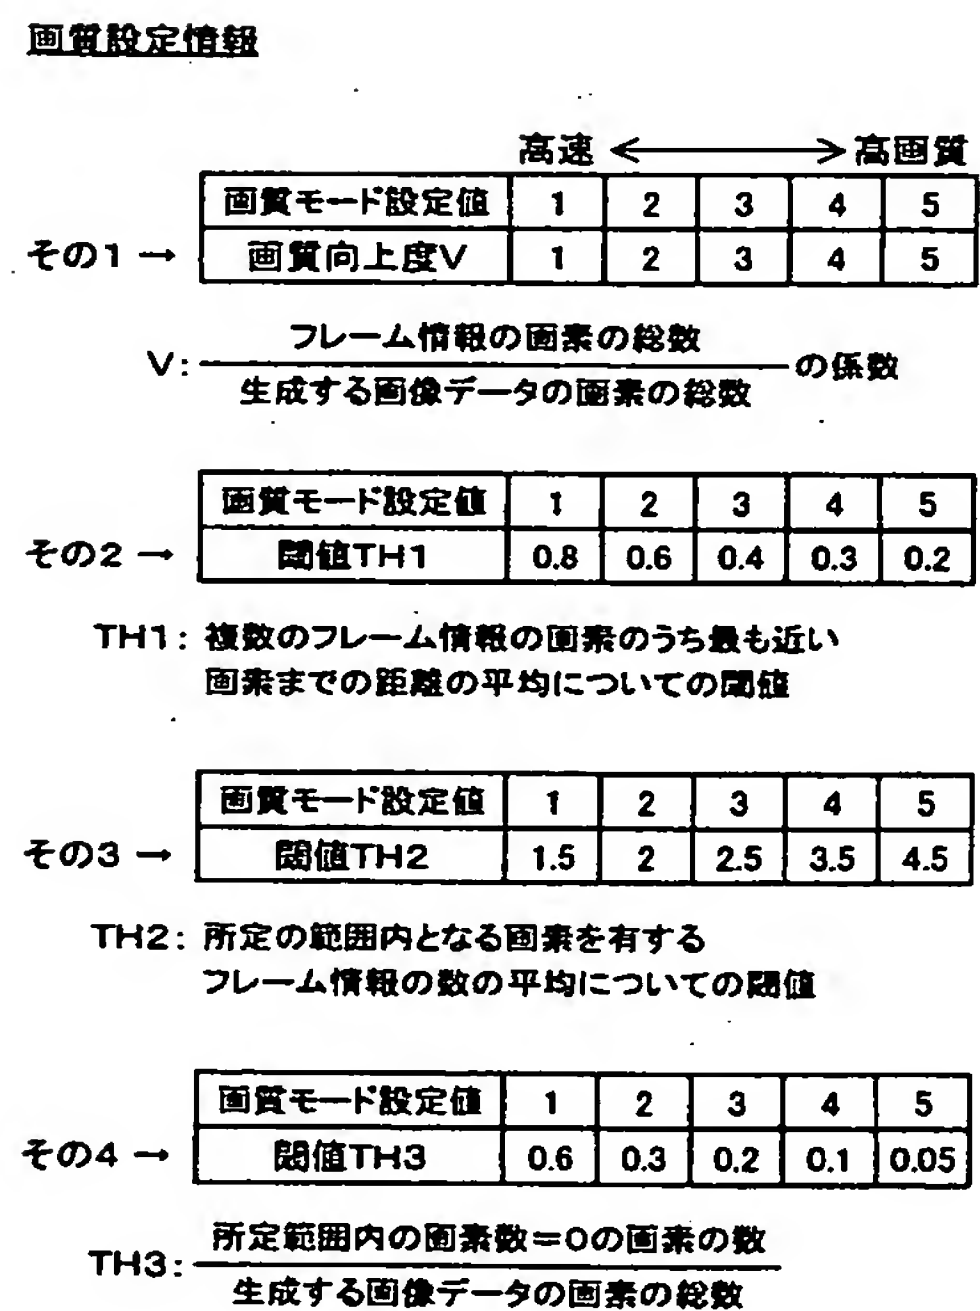 画質設定情報
高速 ←→ 高画質
画質モード設定値 1 2 3 4 5
その1 → 画質向上度V 1 2 3 4 5
フレーム情報の画素の総数
V: の係数
生成する画像データの画素の総数
画質モード設定値 1 2 3 4 5
その2 → 閾値TH1 0.8 0.6 0.4 0.3 0.2
TH1: 複数のフレーム情報の画素のうち最も近い
画素までの距離の平均についての閾値
画質モード設定値 1 2 3 4 5
その3 → 閾値TH2 1.5 2 2.5 3.5 4.5
TH2: 所定の範囲内となる画素を有する
フレーム情報の数の平均についての閾値
画質モード設定値 1 2 3 4 5
その4 → 閾値TH3 0.6 0.3 0.2 0.1 0.05
所定範囲内の画素数=0の画素の数
TH3:
生成する画像データの画素の総数